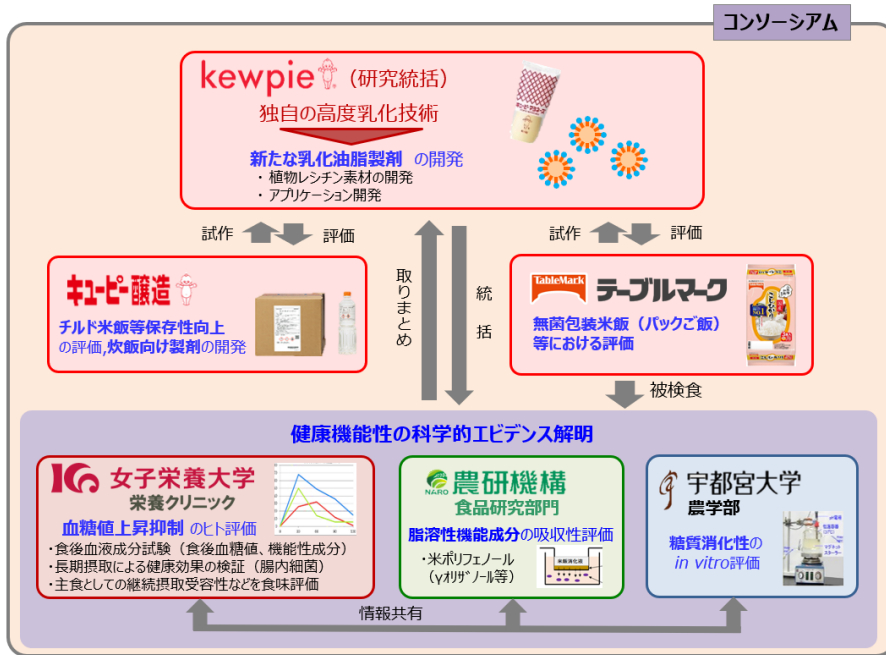 コンソーシアム
kewpie (研究統括)
独自の高度乳化技術
新たな乳化油脂製剤 の開発
・ 植物レシチン素材の開発
・ アプリケーション開発
試作
評価
試作
評価
キユーピー醸造
チルド米飯等保存性向上
の評価,炊飯向け製剤の開発
取りまとめ
統括
TableMark テーブルマーク
無菌包装米飯（パックご飯）
等における評価
被検食
健康機能性の科学的エビデンス解明
女子栄養大学
栄養クリニック
血糖値上昇抑制 のヒト評価
・食後血液成分試験（食後血糖値、機能性成分）
・長期摂取による健康効果の検証（腸内細菌）
・主食としての継続摂取受容性などを食味評価
NARO 農研機構
食品研究部門
脂溶性機能成分の吸収性評価
・米ポリフェノール
（γオリザノール等）
宇都宮大学
農学部
糖質消化性の
in vitro評価
情報共有